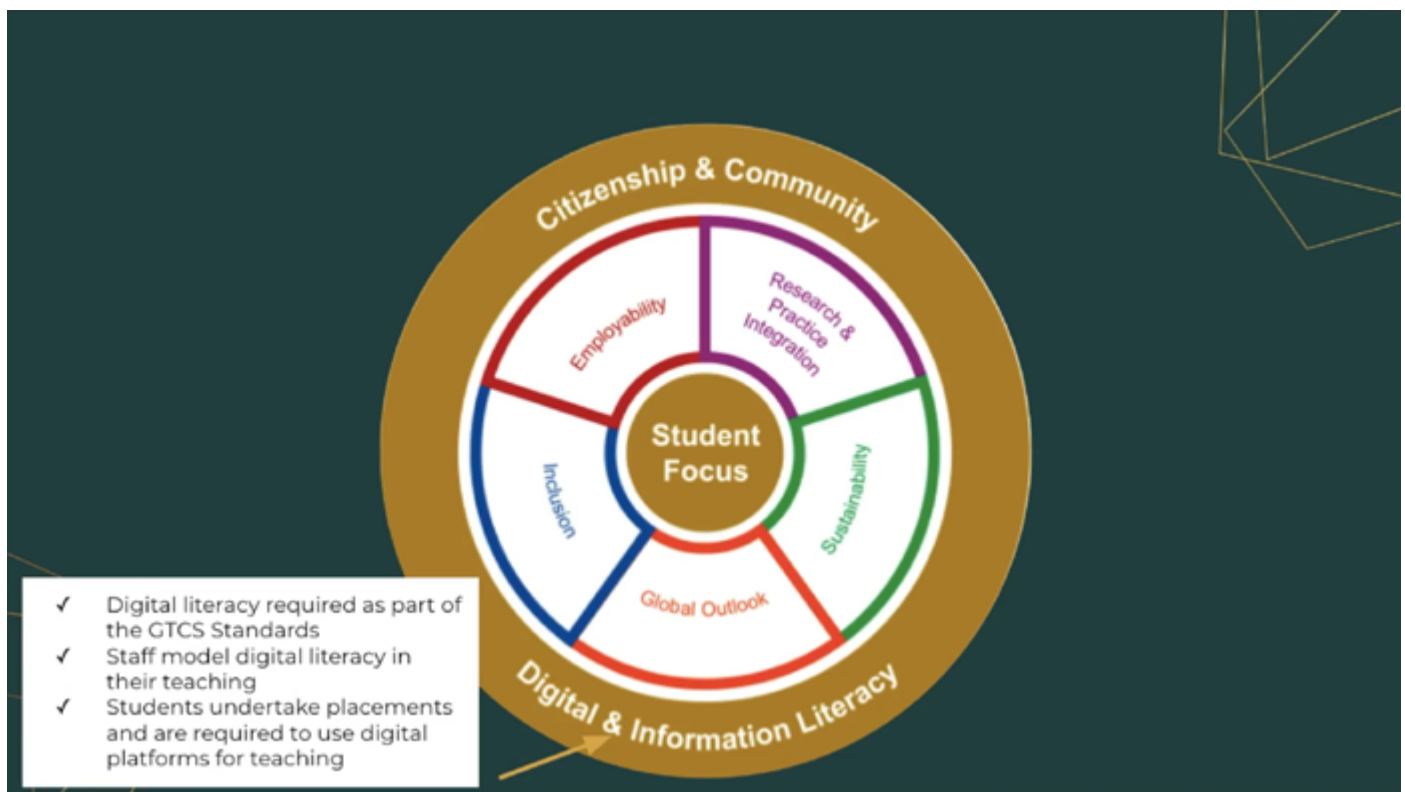 Citizenship & Community
Employability
Research &
Practice
Integration
Student
Focus
Inclusion
Sustainability
Global Outlook
Digital & Information Literacy
✓ Digital literacy required as part of
the GTCS Standards
✓ Staff model digital literacy in
their teaching
✓ Students undertake placements
and are required to use digital
platforms for teaching